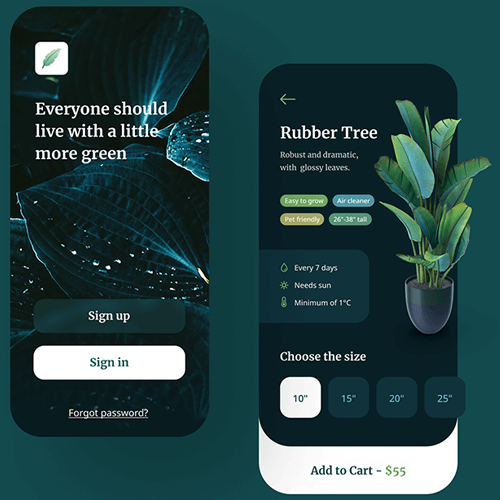 Everyone should
live with a little
more green
Sign up
Sign in
Forgot password?
Rubber Tree
Robust and dramatic,
with glossy leaves.
Easy to grow
Air cleaner
Pet friendly
26"-38" tall
Every 7 days
Needs sun
Minimum of 1°C
Choose the size
10"
15"
20"
25"
Add to Cart - $55